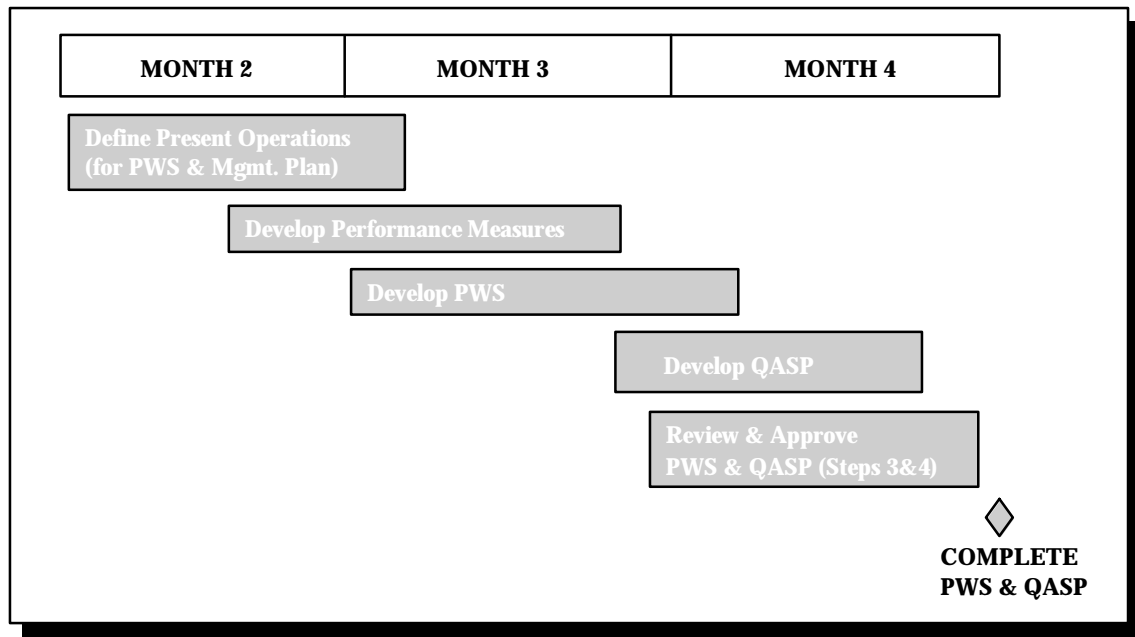 MONTH 2 MONTH 3 MONTH 4
Define Present Operations
(for PWS & Mgmt. Plan)
Develop Performance Measures
Develop PWS
Develop QASP
Review & Approve
PWS & QASP (Steps 3&4)
COMPLETE
PWS & QASP